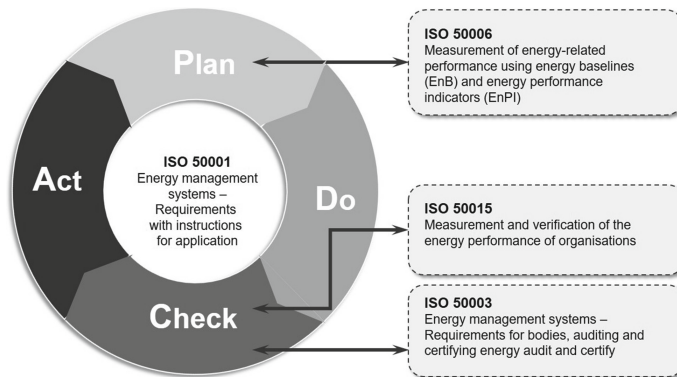 Plan
Do
Check
Act
ISO 50001
Energy management
systems –
Requirements
with instructions
for application
ISO 50006
Measurement of energy-related
performance using energy baselines
(EnB) and energy performance
indicators (EnPI)
ISO 50015
Measurement and verification of the
energy performance of organisations
ISO 50003
Energy management systems –
Requirements for bodies, auditing and
certifying energy audit and certify